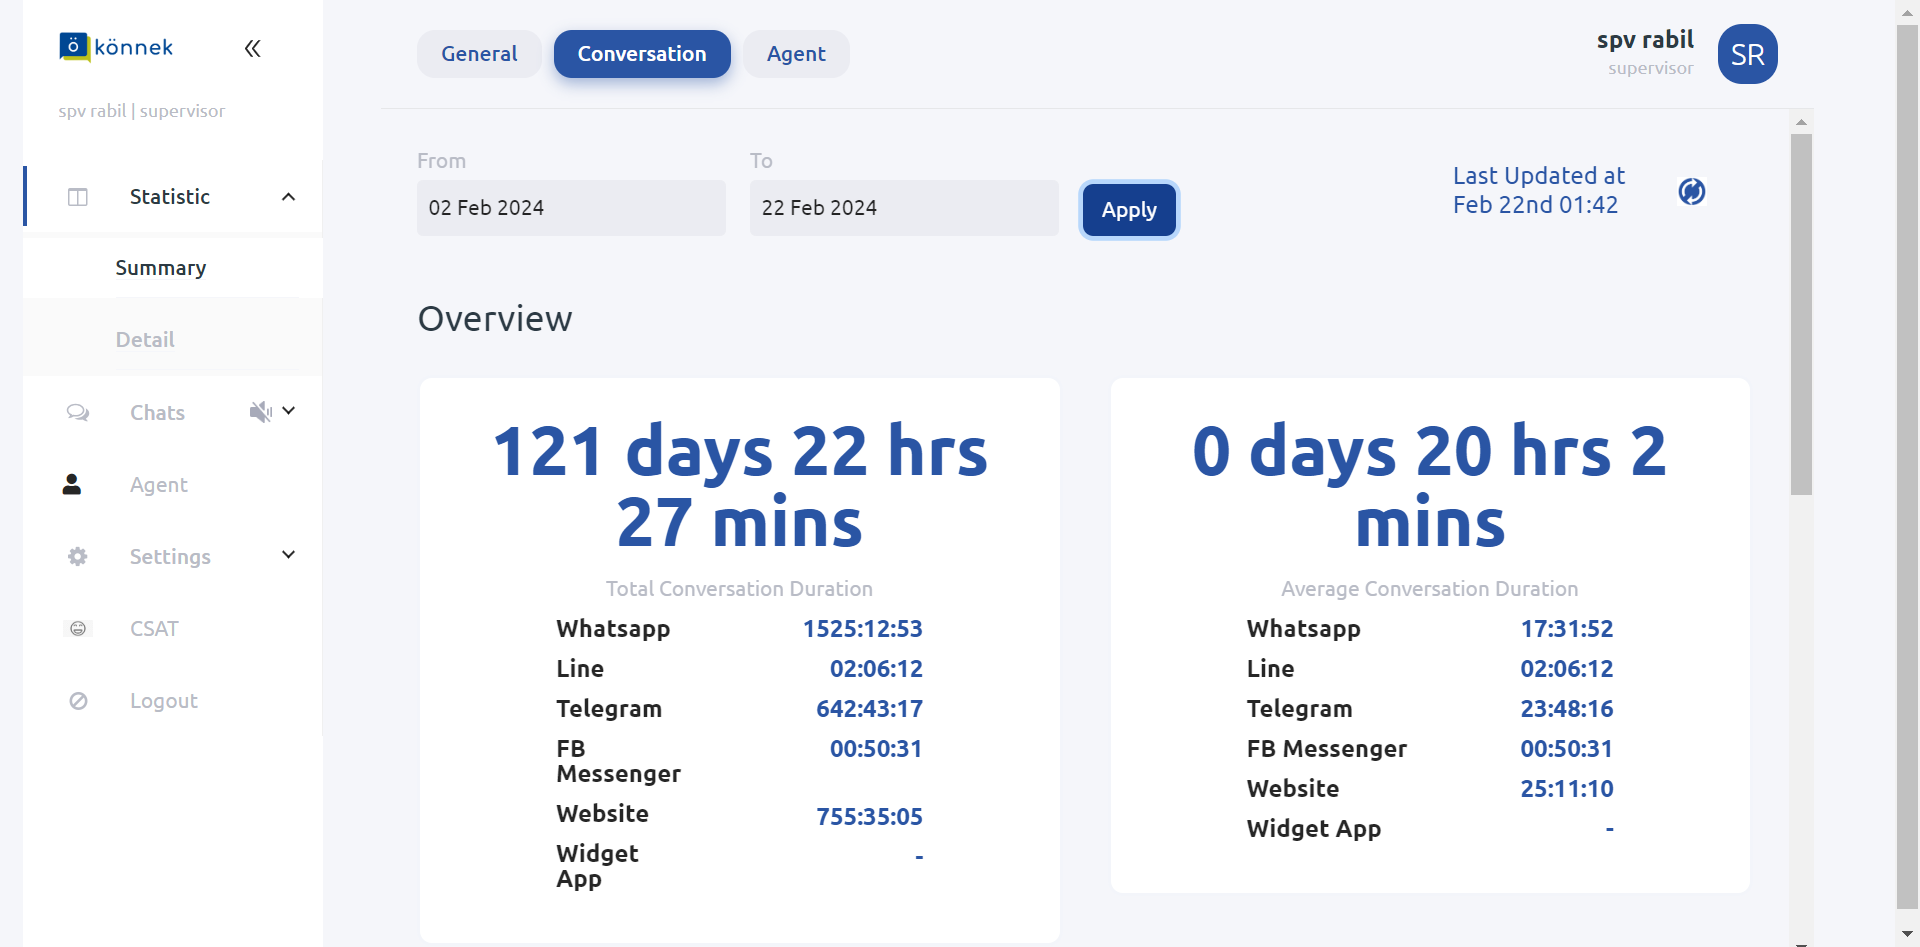 ö könnek
spv rabil | supervisor
Statistic
Summary
Detail
Chats
Agent
Settings
CSAT
Logout
General
Conversation
Agent
spv rabil
supervisor
SR
From
02 Feb 2024
To
22 Feb 2024
Apply
Last Updated at
Feb 22nd 01:42
Overview
121 days 22 hrs
27 mins
Total Conversation Duration
Whatsapp 1525:12:53
Line 02:06:12
Telegram 642:43:17
FB 00:50:31
Messenger
Website 755:35:05
Widget -
App
0 days 20 hrs 2
mins
Average Conversation Duration
Whatsapp 17:31:52
Line 02:06:12
Telegram 23:48:16
FB Messenger 00:50:31
Website 25:11:10
Widget App -